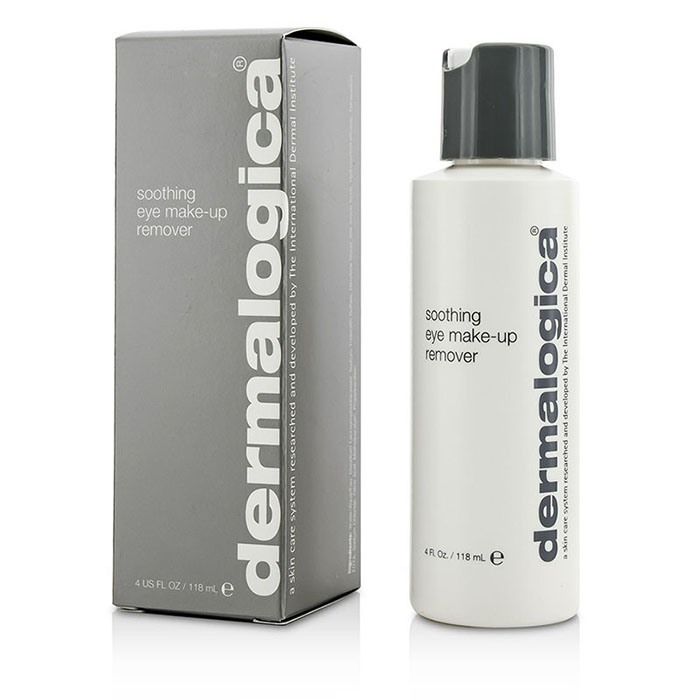 soothing
eye make-up
remover
dermalogica®
a skin care system researched and developed by The International Dermal Institute
4 US FL OZ / 118 mL ℮
soothing
eye make-up
remover
dermalogica®
a skin care system researched and developed by The International Dermal Institute
4 Fl. Oz. / 118 mL ℮